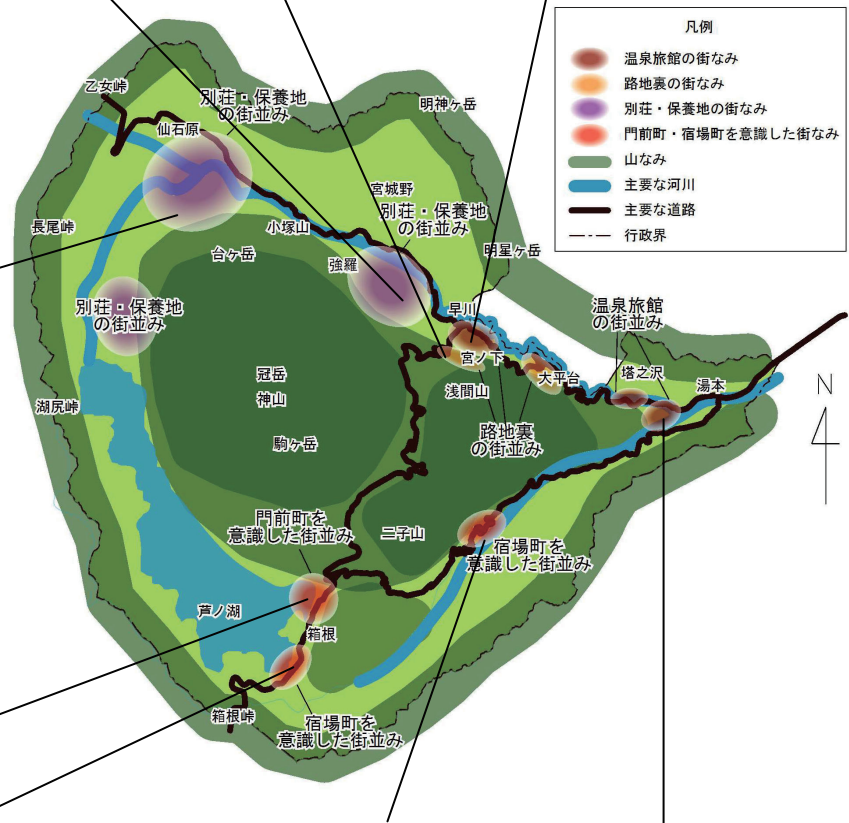 凡例
温泉旅館の街なみ
路地裏の街なみ
別荘・保養地の街なみ
門前町・宿場町を意識した街なみ
山なみ
主要な河川
主要な道路
行政界
乙女峠
別荘・保養地
の街並み
明神ヶ岳
仙石原
宮城野
別荘・保養地
の街並み
長尾峠
小塚山
台ヶ岳
強羅
明星ヶ岳
別荘・保養地
の街並み
早川
温泉旅館
の街並み
宮ノ下
大平台
塔之沢
湯本
冠岳
神山
浅間山
湖尻峠
駒ヶ岳
路地裏
の街並み
N
門前町を
意識した街並み
二子山
宿場町を
意識した街並み
芦ノ湖
箱根
箱根峠
宿場町を
意識した街並み